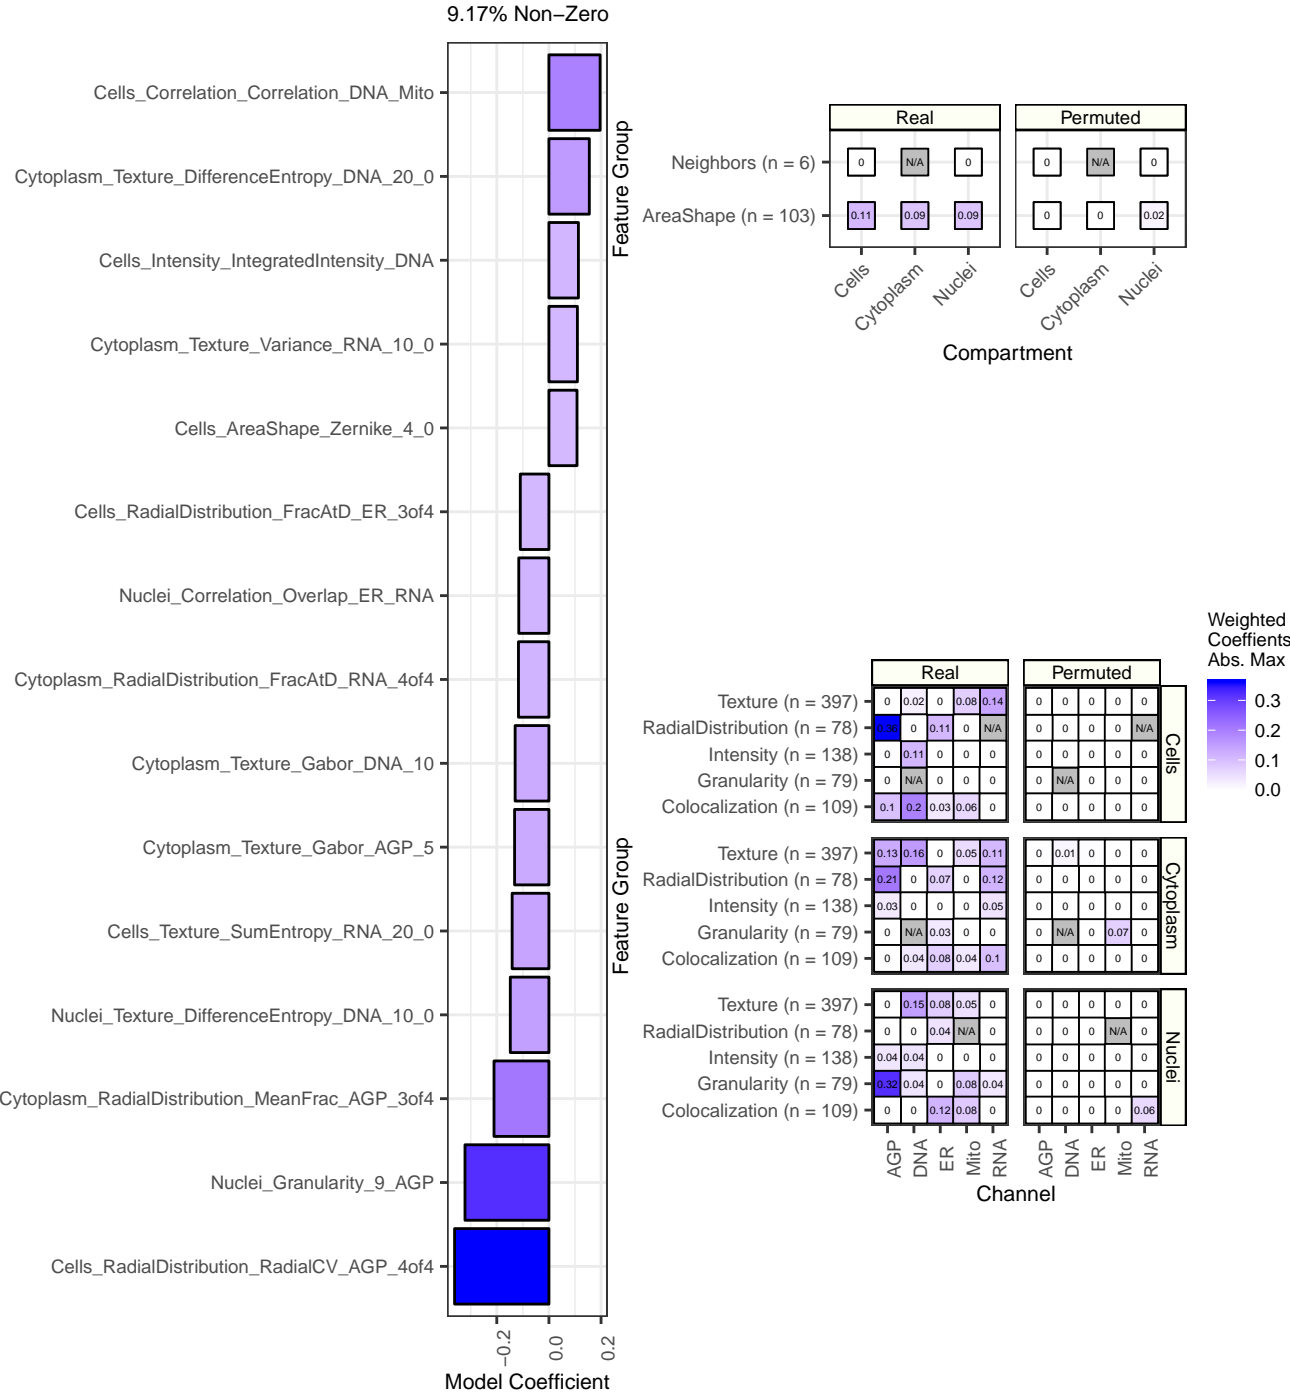 9.17% Non−Zero
Cells_Correlation_Correlation_DNA_Mito
Cytoplasm_Texture_DifferenceEntropy_DNA_20_0
Cells_Intensity_IntegratedIntensity_DNA
Cytoplasm_Texture_Variance_RNA_10_0
Cells_AreaShape_Zernike_4_0
Cells_RadialDistribution_FracAtD_ER_3of4
Nuclei_Correlation_Overlap_ER_RNA
Cytoplasm_RadialDistribution_FracAtD_RNA_4of4
Cytoplasm_Texture_Gabor_DNA_10
Cytoplasm_Texture_Gabor_AGP_5
Cells_Texture_SumEntropy_RNA_20_0
Nuclei_Texture_DifferenceEntropy_DNA_10_0
Cytoplasm_RadialDistribution_MeanFrac_AGP_3of4
Nuclei_Granularity_9_AGP
Cells_RadialDistribution_RadialCV_AGP_4of4
−0.2 0.0 0.2
Model Coefficient
Feature Group
Real Permuted
Neighbors (n = 6) 0 N/A 0 0 N/A 0
AreaShape (n = 103) 0.11 0.09 0.09 0 0 0.02
Cells Cytoplasm Nuclei Cells Cytoplasm Nuclei
Compartment
Feature Group
Real Permuted
Texture (n = 397) 0 0.02 0 0.08 0.14 0 0 0 0 0
RadialDistribution (n = 78) 0.36 0 0.11 0 N/A 0 0 0 0 N/A
Intensity (n = 138) 0 0.11 0 0 0 0 0 0 0 0
Granularity (n = 79) 0 N/A 0 0 0 0 N/A 0 0 0
Colocalization (n = 109) 0.1 0.2 0.03 0.06 0 0 0 0 0 0
Cells
Texture (n = 397) 0.13 0.16 0 0.05 0.11 0 0.01 0 0 0
RadialDistribution (n = 78) 0.21 0 0.07 0 0.12 0 0 0 0 0
Intensity (n = 138) 0.03 0 0 0 0.05 0 0 0 0 0
Granularity (n = 79) 0 N/A 0.03 0 0 0 N/A 0 0.07 0
Colocalization (n = 109) 0 0.04 0.08 0.04 0.1 0 0 0 0 0
Cytoplasm
Texture (n = 397) 0 0.15 0.08 0.05 0 0 0 0 0 0
RadialDistribution (n = 78) 0 0 0.04 N/A 0 0 0 0 N/A 0
Intensity (n = 138) 0.04 0.04 0 0 0 0 0 0 0 0
Granularity (n = 79) 0.32 0.04 0 0.08 0.04 0 0 0 0 0
Colocalization (n = 109) 0 0 0.12 0.08 0 0 0 0 0 0.06
Nuclei
AGP DNA ER Mito RNA AGP DNA ER Mito RNA
Channel
Weighted
Coeffients
Abs. Max
0.3
0.2
0.1
0.0